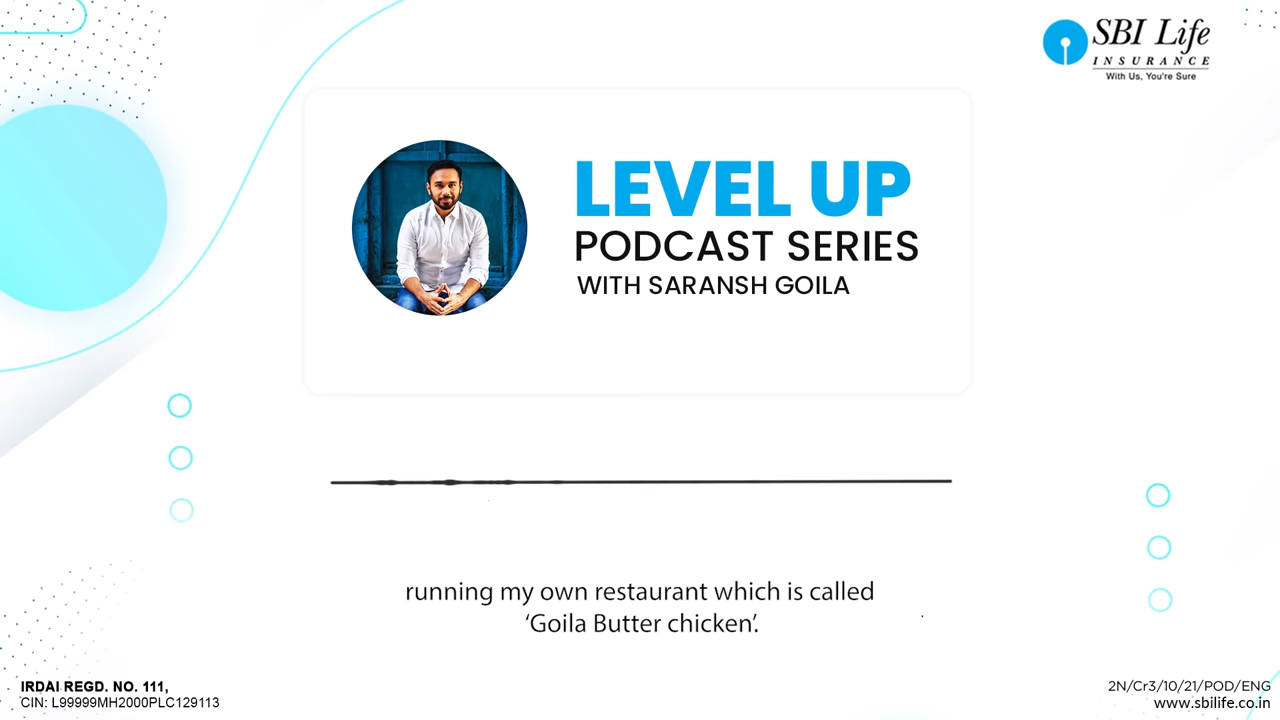 SBI Life
INSURANCE
With Us, You're Sure
LEVEL UP
PODCAST SERIES
WITH SARANSH GOILA
running my own restaurant which is called
‘Goila Butter chicken’.
IRDAI REGD. NO. 111,
CIN: L99999MH2000PLC129113
2N/Cr3/10/21/POD/ENG
www.sbilife.co.in